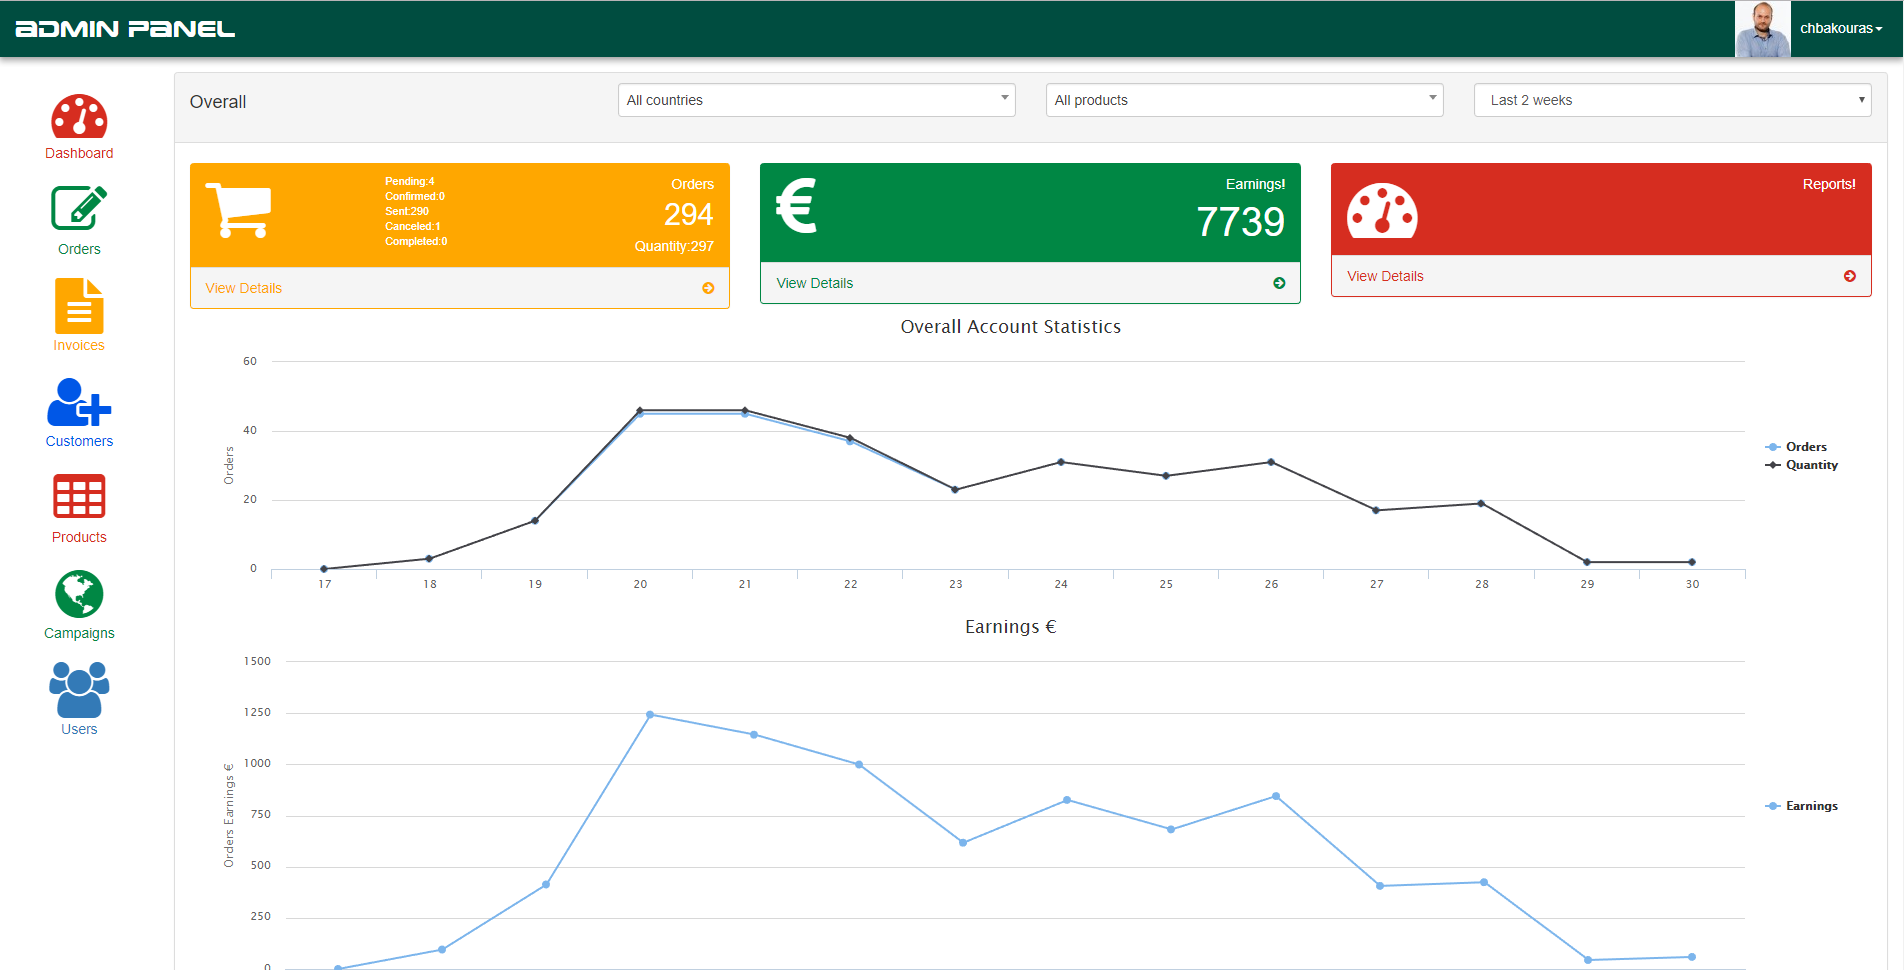 ADMIN PANEL
chbakouras
Dashboard
Orders
Invoices
Customers
Products
Campaigns
Users
Overall
All countries
All products
Last 2 weeks
Pending:4
Confirmed:0
Sent:290
Canceled:1
Completed:0
Orders
294
Quantity:297
View Details
Earnings!
7739
View Details
Reports!
View Details
Overall Account Statistics
60
40
20
0
Orders
17 18 19 20 21 22 23 24 25 26 27 28 29 30
Orders
Quantity
Earnings €
1500
1250
1000
750
500
250
0
Orders Earnings €
Earnings